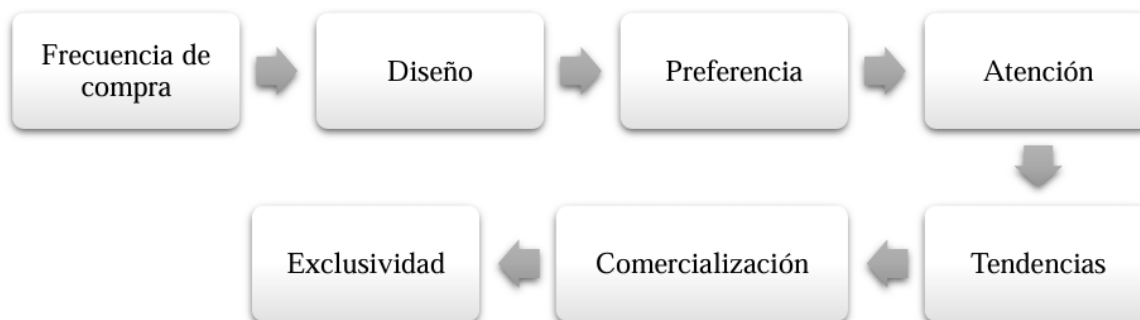 Frecuencia de
compra
Diseño
Preferencia
Atención
Tendencias
Comercialización
Exclusividad